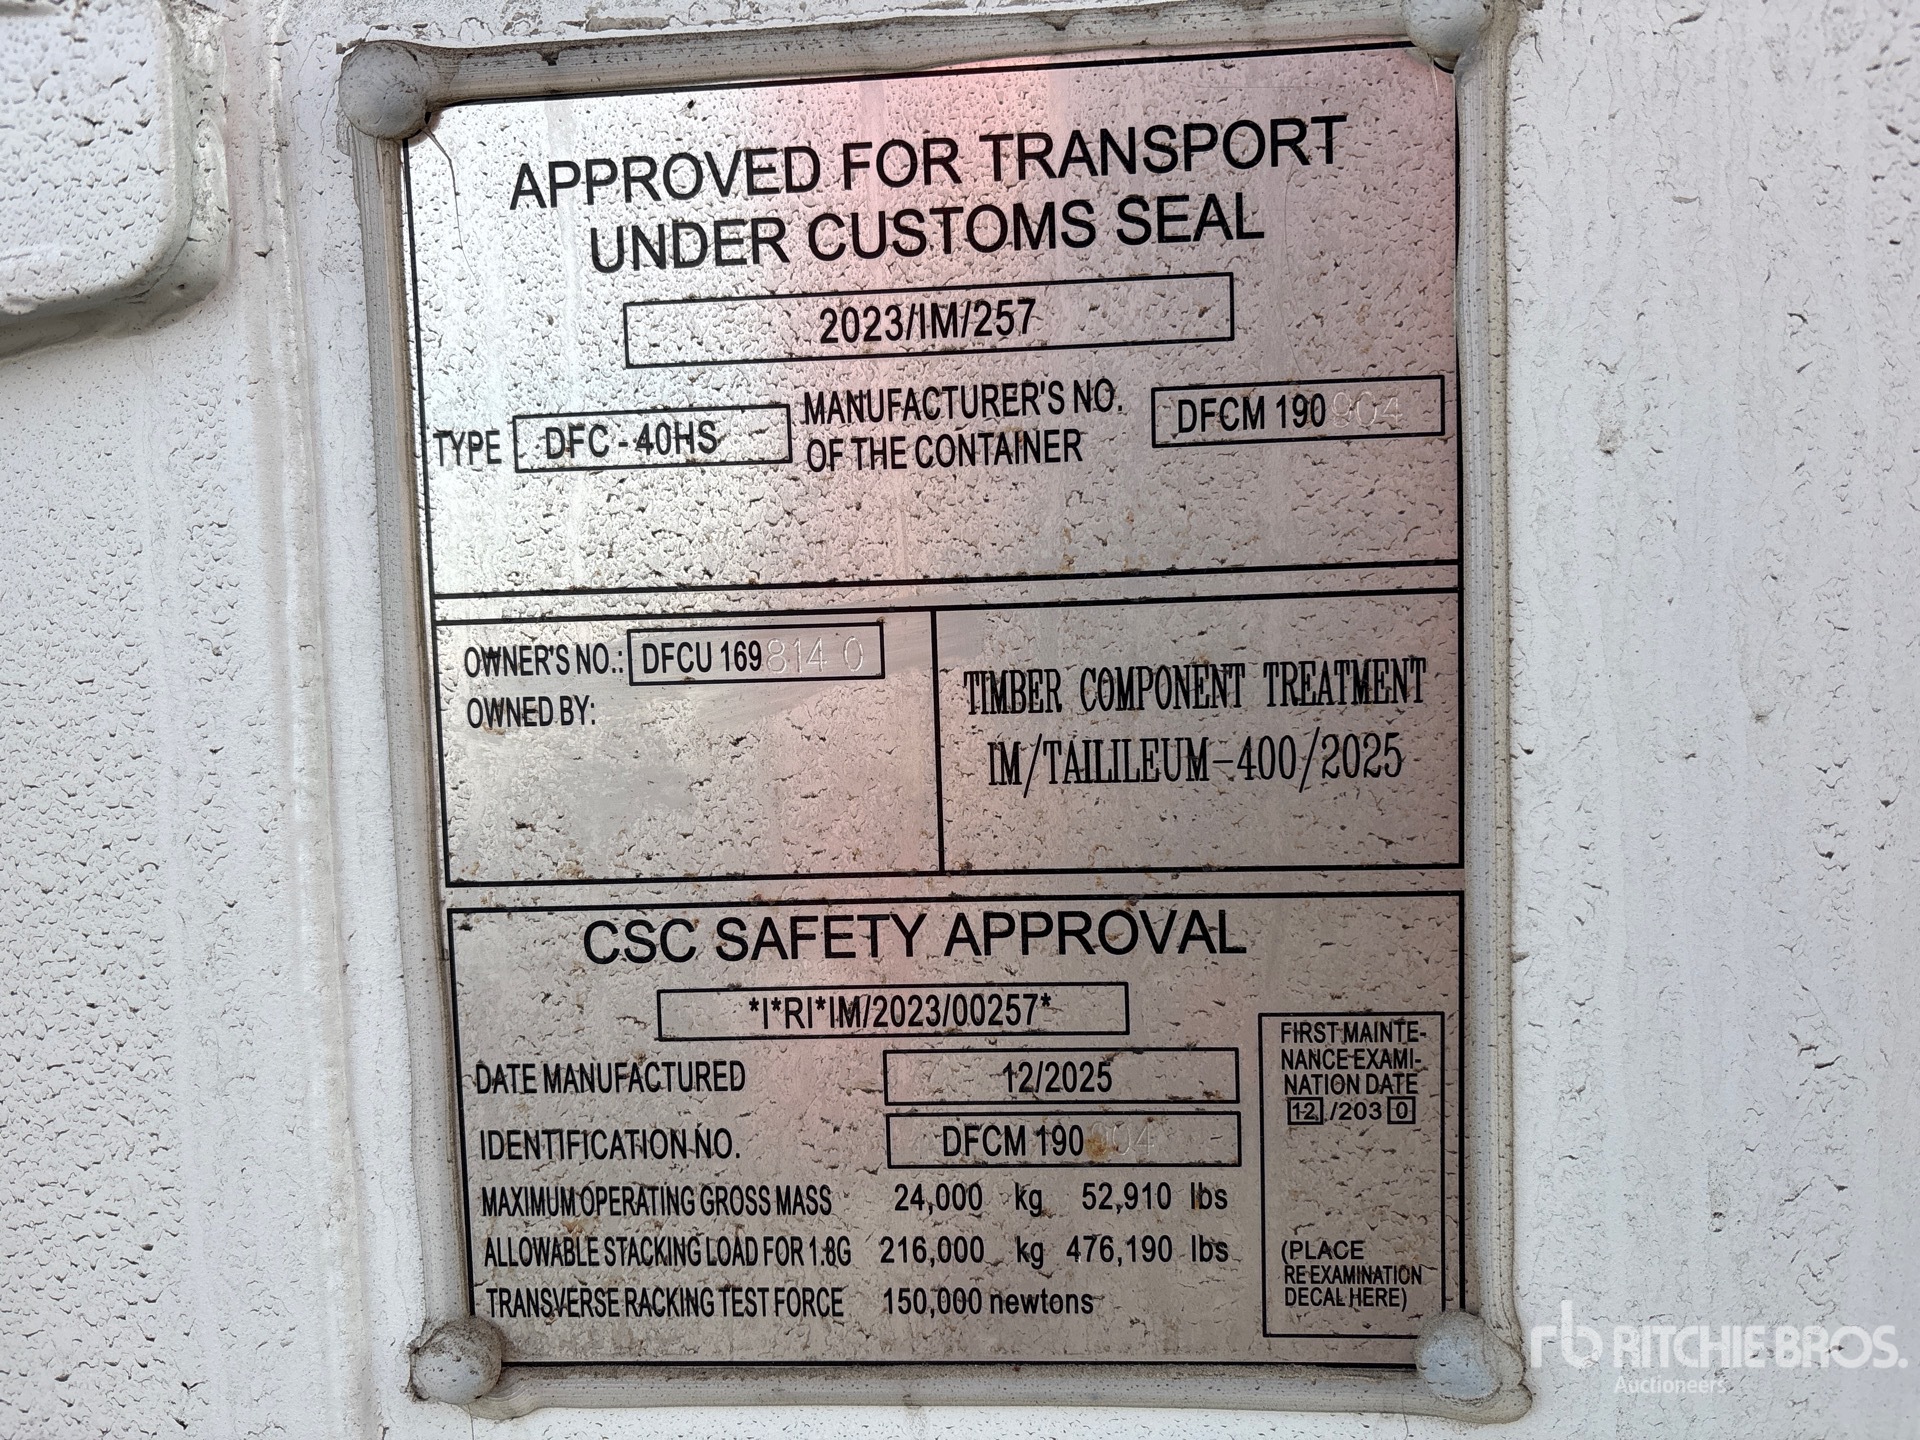 APPROVED FOR TRANSPORT
UNDER CUSTOMS SEAL
2023/IM/257
TYPE DFC - 40HS MANUFACTURER'S NO. OF THE CONTAINER DFCM 190904
OWNER'S NO.: DFCU 169814 0
OWNED BY:
TIMBER COMPONENT TREATMENT
IM/TAILILEUM-400/2025
CSC SAFETY APPROVAL
*I*RI*IM/2023/00257*
DATE MANUFACTURED 12/2025
IDENTIFICATION NO. DFCM 190
MAXIMUM OPERATING GROSS MASS 24,000 kg 52,910 lbs
ALLOWABLE STACKING LOAD FOR 1.8G 216,000 kg 476,190 lbs
TRANSVERSE RACKING TEST FORCE 150,000 newtons
FIRST MAINTE-
NANCE EXAMI-
NATION DATE
12/2030
(PLACE
RE EXAMINATION
DECAL HERE)
rb RITCHIE BROS.
Auctioneers